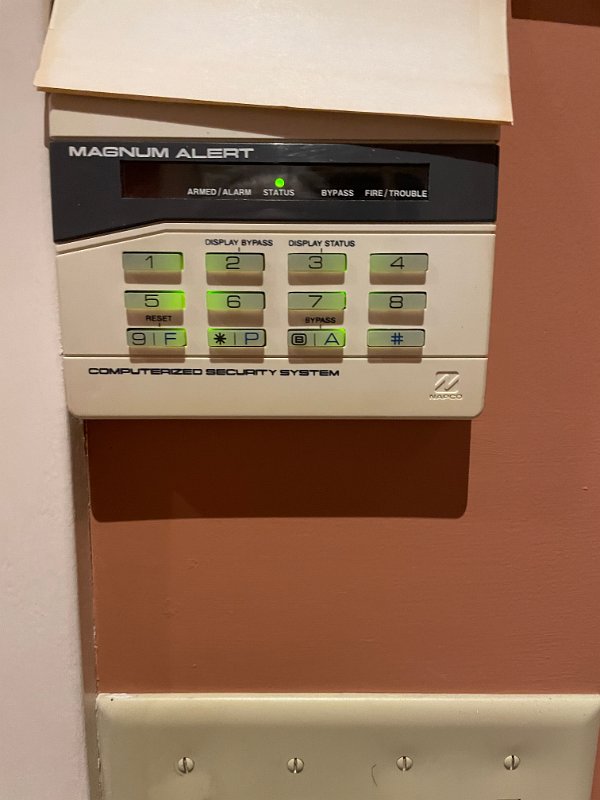 MAGNUM ALERT
ARMED / ALARM STATUS BYPASS FIRE / TROUBLE
DISPLAY BYPASS DISPLAY STATUS
1 2 3 4
5 6 7 8
RESET BYPASS
9|F *|P B|A #
COMPUTERIZED SECURITY SYSTEM
NAPCO